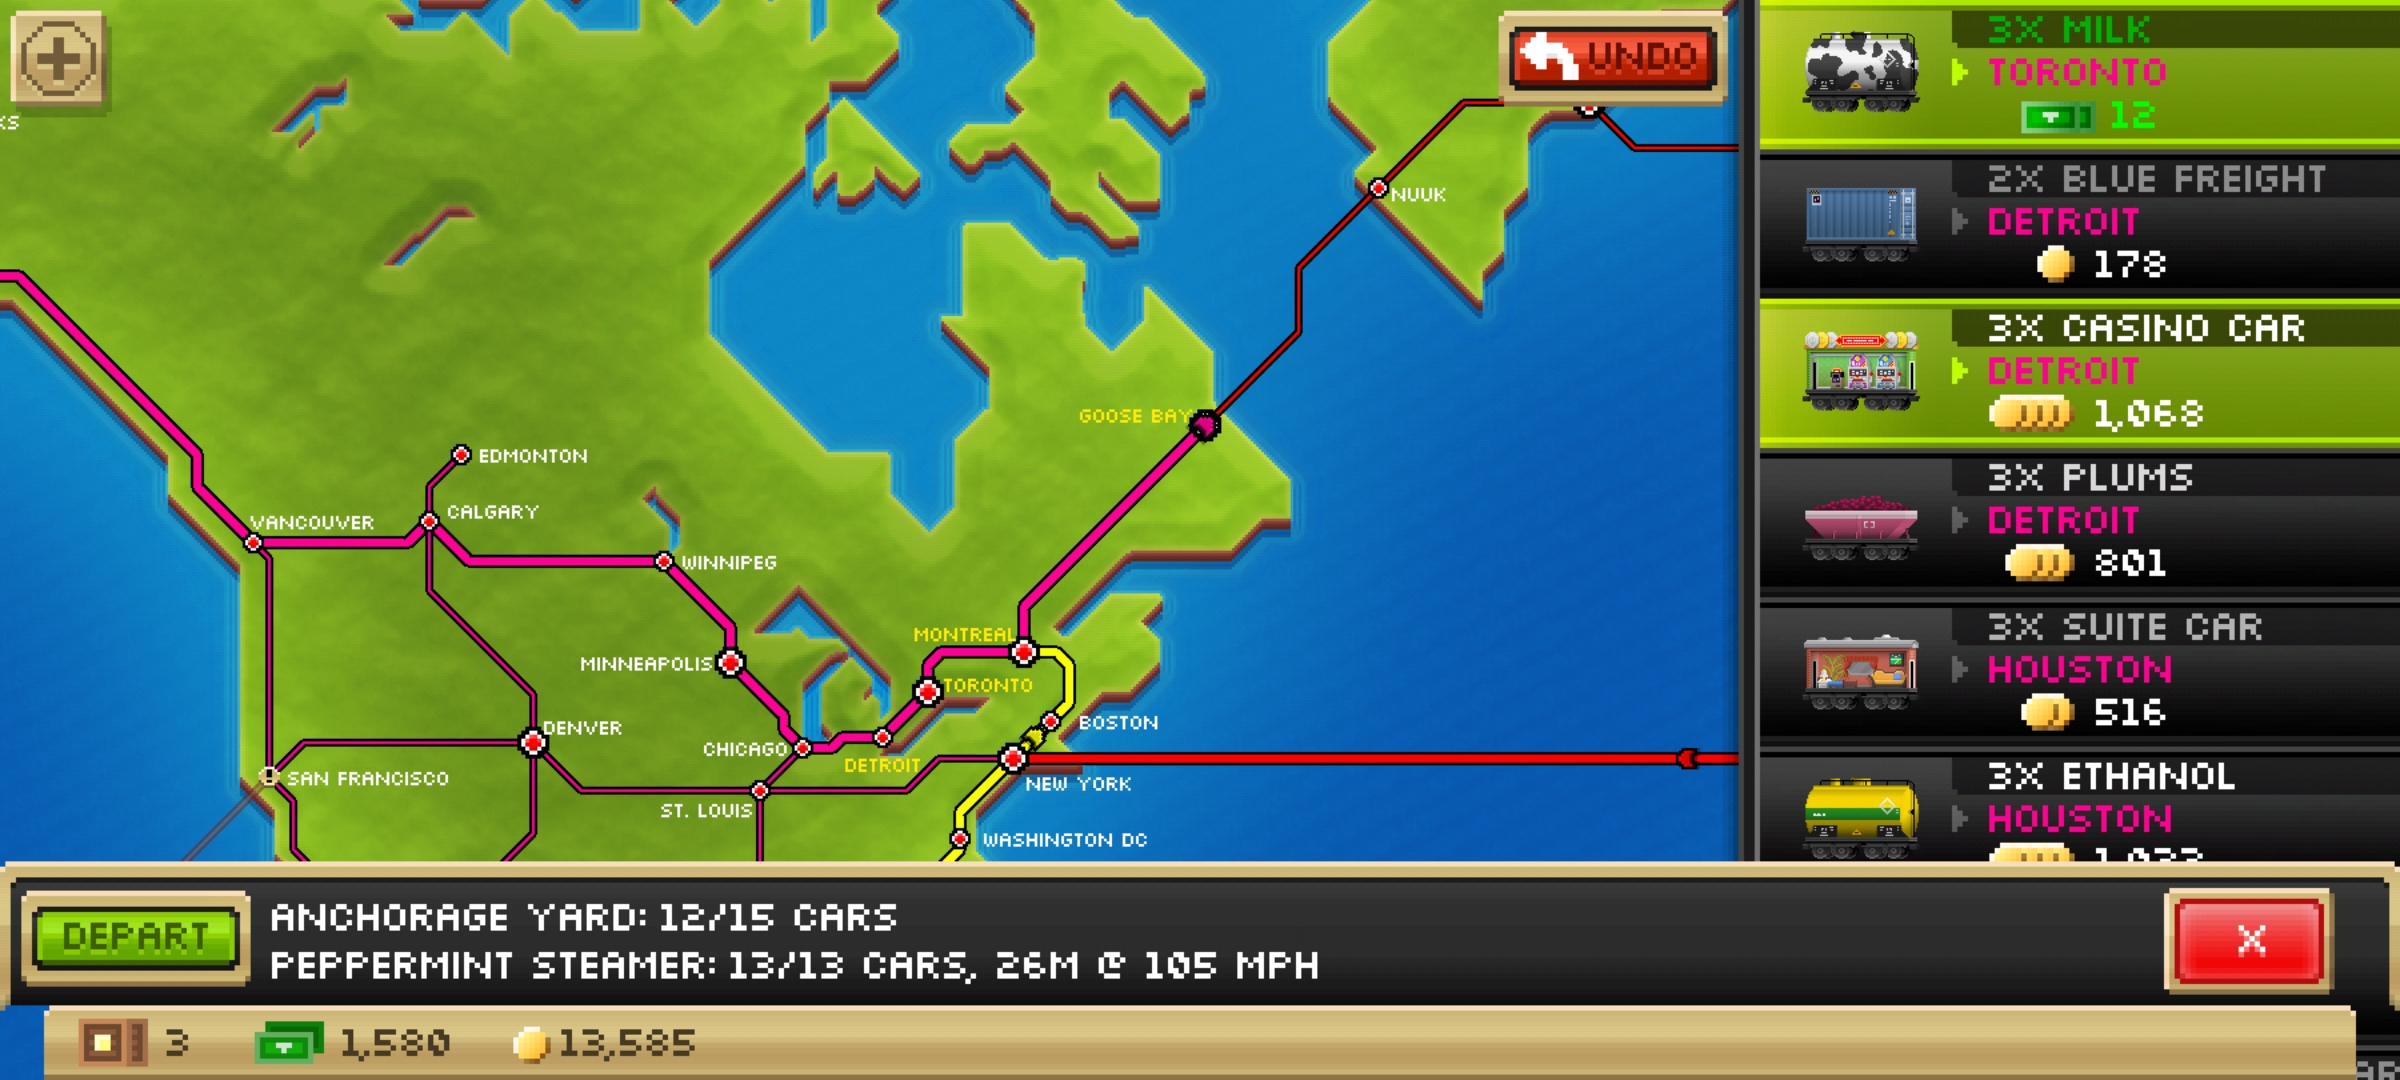 KS
UNDO
NUUK
GOOSE BAY
EDMONTON
CALGARY
VANCOUVER
WINNIPEG
MONTREAL
MINNEAPOLIS
TORONTO
BOSTON
DENVER
CHICAGO
DETROIT
SAN FRANCISCO
NEW YORK
ST. LOUIS
WASHINGTON DC
3X MILK
TORONTO
12
2X BLUE FREIGHT
DETROIT
178
3X CASINO CAR
DETROIT
1,068
3X PLUMS
DETROIT
801
3X SUITE CAR
HOUSTON
516
3X ETHANOL
HOUSTON
DEPART
ANCHORAGE YARD: 12/15 CARS
PEPPERMINT STEAMER: 13/13 CARS, 26M @ 105 MPH
X
3
1,580
13,585